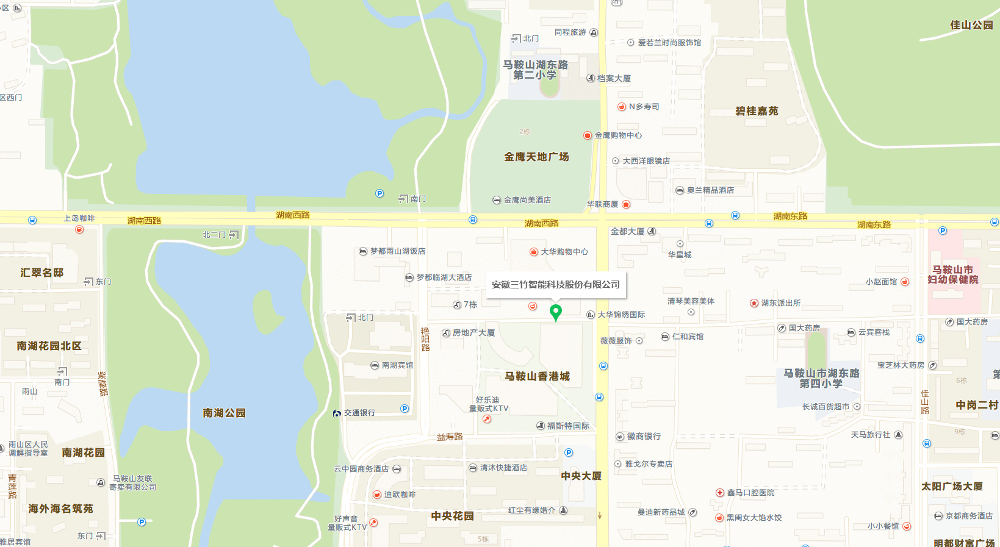 小区
ATM
佳山公园
同程旅游
北门
爱若兰时尚服饰馆
马鞍山湖东路
第二小学
档案大厦
区西门
N多寿司
碧桂嘉苑
2栋
金鹰购物中心
金鹰天地广场
大西洋眼镜店
奥兰精品酒店
P
南门
金鹰尚美酒店
华联商厦
上岛咖啡
湖南西路
湖南西路
湖南西路
湖南东路
湖南东路
北二门
金都大厦
P
梦都雨山湖饭店
大华购物中心
华星城
汇翠名邸
东门
梦都临湖大酒店
安徽三竹智能科技股份有限公司
小赵面馆
马鞍山市
妇幼保健院
7栋
清琴美容美体
湖东派出所
北门
大华锦绣国际
国大药房
艳阳路
房地产大厦
薇薇服饰
仁和宾馆
国大药房
云宾客栈
南湖花园北区
南湖宾馆
宝芝林大药房
南门
紫霞路
马鞍山香港城
马鞍山市湖东路
第四小学
6栋
第
雨山
好乐迪
量贩式KTV
佳山路
中岗二村
南湖公园
交通银行
P
长诚百货超市
福斯特国际
益寿路
徽商银行
天马旅行社
9栋
雨山区人民
调解指导室
南湖花园
P
云中园商务酒店
清沐快捷酒店
中央大厦
雅戈尔专卖店
青莲路
马鞍山友联
寄卖有限公司
太阳广场大厦
迪欧咖啡
鑫马口腔医院
海外海名筑苑
中央花园
红尘有缘婚介
曼迪新药品城
黑闺女大馅水饺
京都商务酒店
P
好声音
量贩式KTV
小小餐馆
东门
5栋
雅居宾馆
明都财富广场